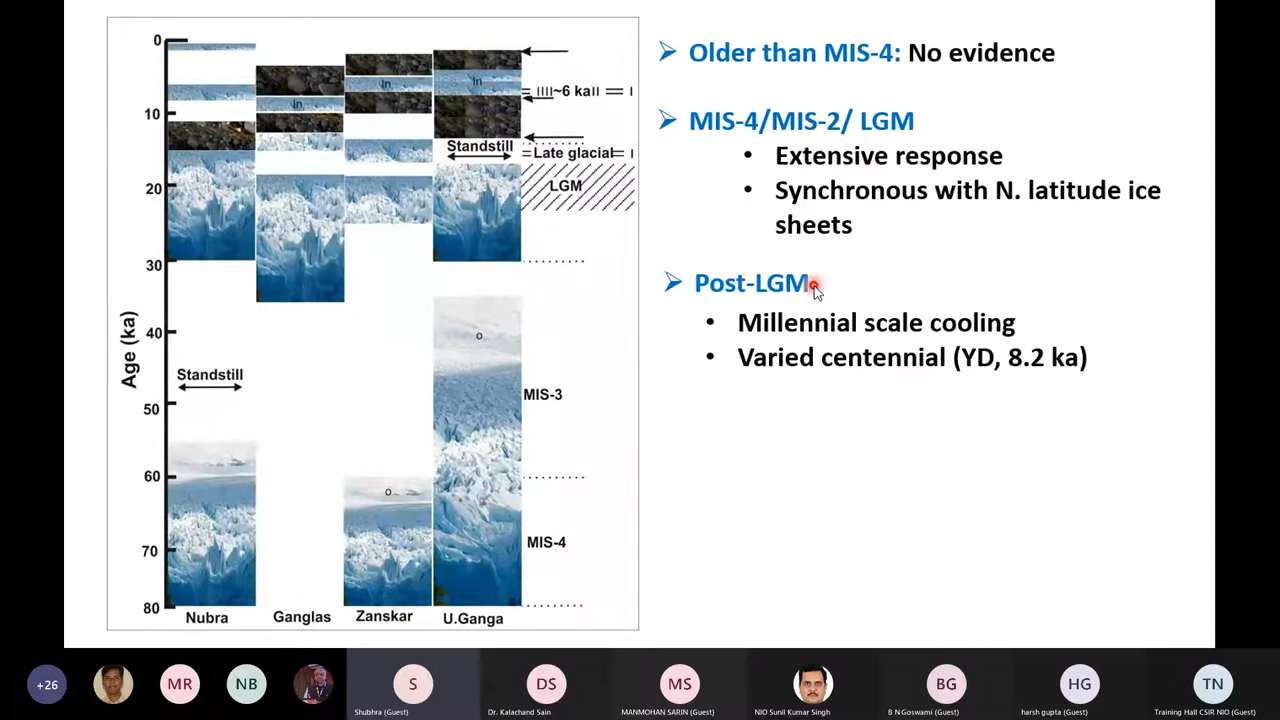 0
10
20
30
40
50
60
70
80
Age (ka)
Standstill
In
In
In
Standstill
~6 ka
Late glacial
LGM
MIS-3
MIS-4
o
o
Nubra
Ganglas
Zanskar
U.Ganga
Older than MIS-4: No evidence
MIS-4/MIS-2/ LGM
• Extensive response
• Synchronous with N. latitude ice
sheets
Post-LGM
• Millennial scale cooling
• Varied centennial (YD, 8.2 ka)
+26
MR
NB
S
DS
MS
BG
HG
TN
Shubhra (Guest)
Dr. Kalachand Sain
MANMOHAN SARIN (Guest)
NIO Sunil Kumar Singh
B N Goswami (Guest)
harsh gupta (Guest)
Training Hall CSIR NIO (Guest)